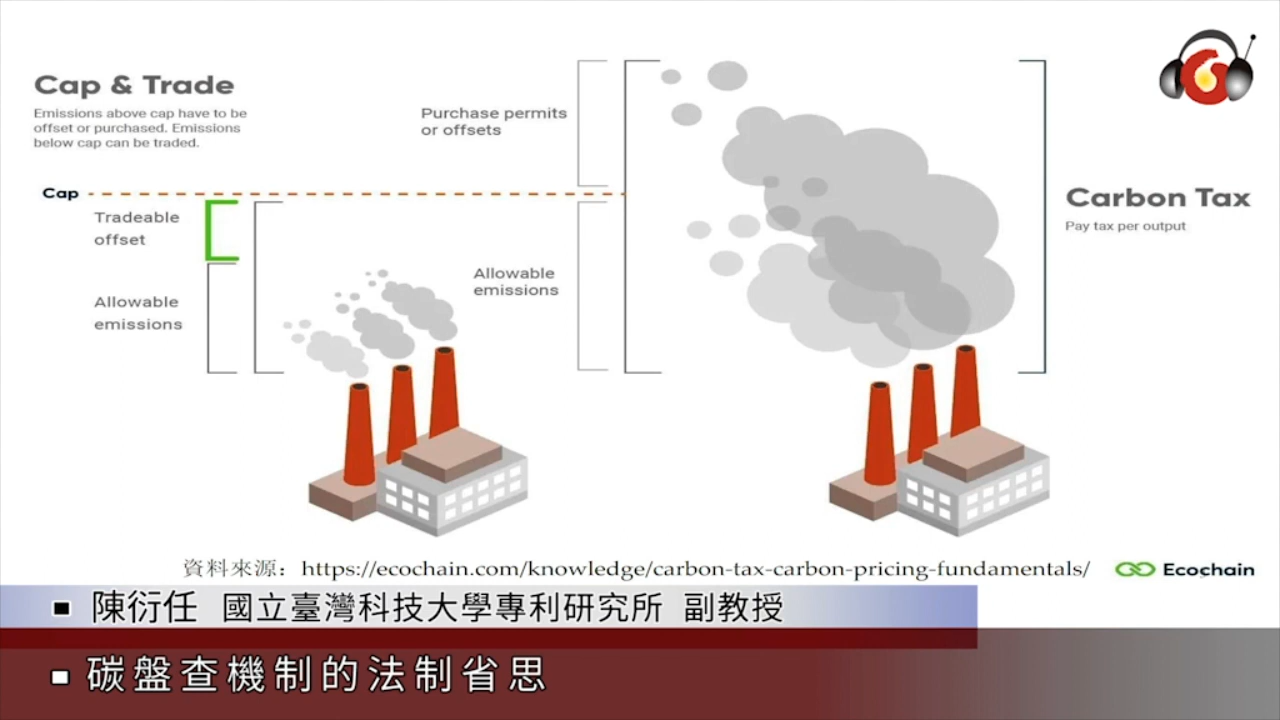 Cap & Trade
Emissions above cap have to be
offset or purchased. Emissions
below cap can be traded.
Purchase permits
or offsets
Cap
Tradeable
offset
Allowable
emissions
Allowable
emissions
Carbon Tax
Pay tax per output
資料來源：https://ecochain.com/knowledge/carbon-tax-carbon-pricing-fundamentals/
Ecochain
陳衍任 國立臺灣科技大學專利研究所 副教授
碳盤查機制的法制省思